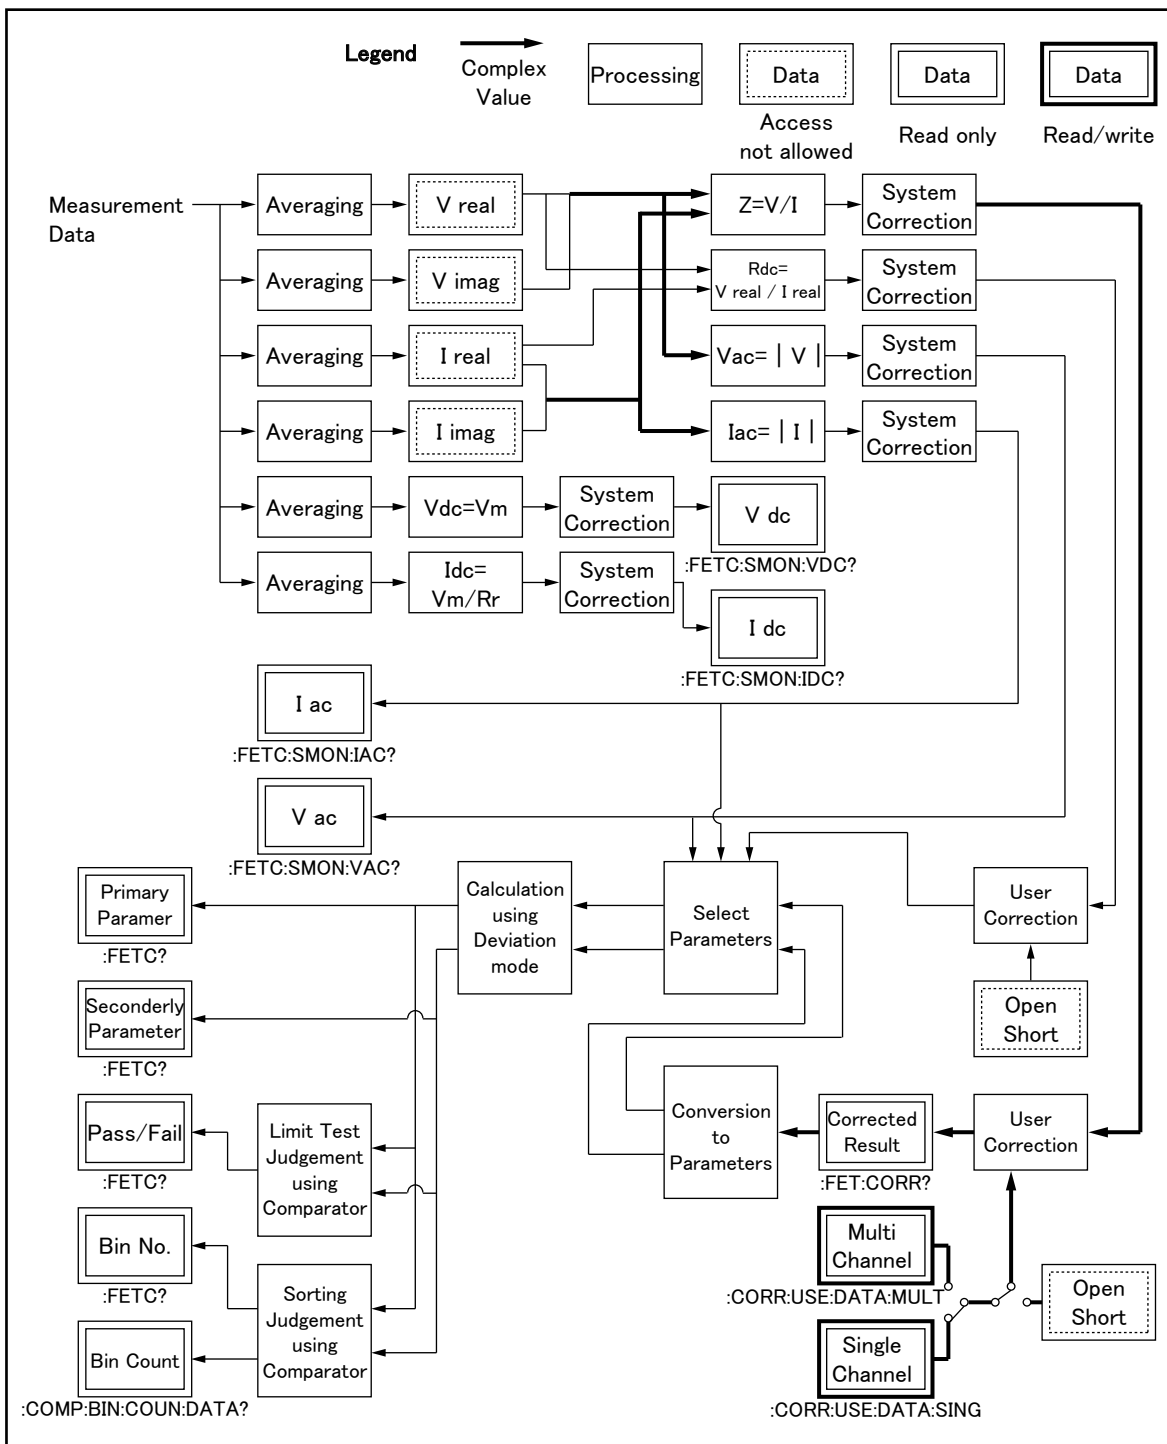 Legend
Complex
Value
Processing
Data
Access
not allowed
Data
Read only
Data
Read/write
Measurement
Data
Averaging
V real
Z=V/I
System
Correction
Averaging
V imag
Rdc=
V real / I real
System
Correction
Averaging
I real
Vac= | V |
System
Correction
Averaging
I imag
Iac= | I |
System
Correction
Averaging
Vdc=Vm
System
Correction
V dc
:FETC:SMON:VDC?
Averaging
Idc=
Vm/Rr
System
Correction
I dc
:FETC:SMON:IDC?
I ac
:FETC:SMON:IAC?
V ac
:FETC:SMON:VAC?
Primary
Paramer
:FETC?
Calculation
using
Deviation
mode
Select
Parameters
User
Correction
Seconderly
Parameter
:FETC?
Open
Short
Pass/Fail
:FETC?
Limit Test
Judgement
using
Comparator
Conversion
to
Parameters
Corrected
Result
:FET:CORR?
User
Correction
Bin No.
:FETC?
Multi
Channel
:CORR:USE:DATA:MULT
Open
Short
Sorting
Judgement
using
Comparator
Bin Count
:COMP:BIN:COUN:DATA?
Single
Channel
:CORR:USE:DATA:SING